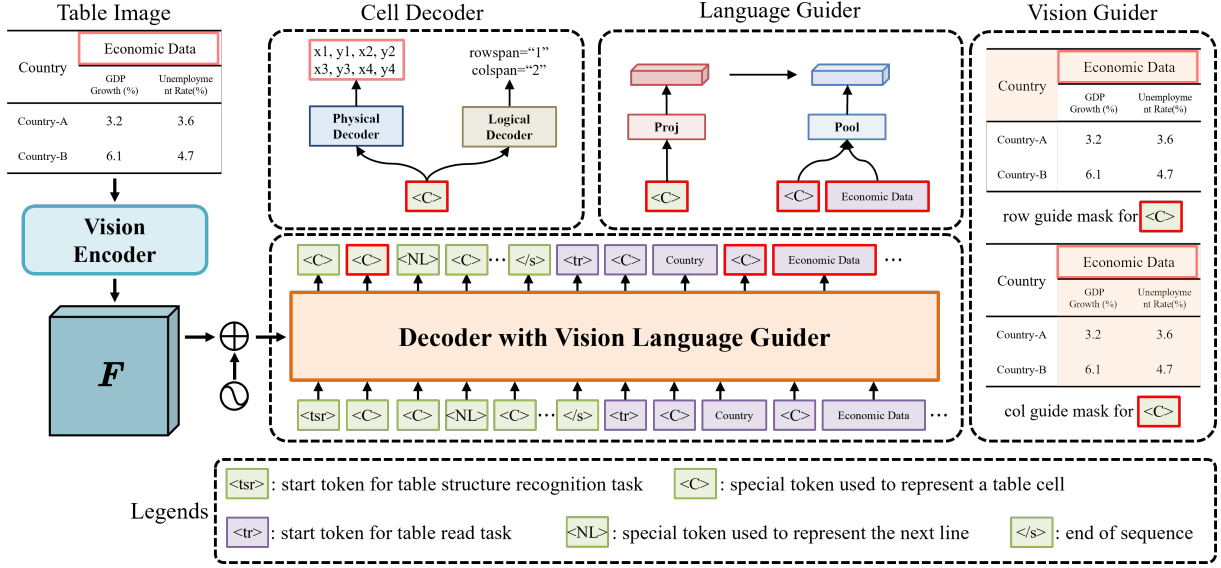 Table Image
Country
Economic Data
GDP
Growth (%)
Unemployme
nt Rate(%)
Country-A 3.2 3.6
Country-B 6.1 4.7
Vision
Encoder
F
Cell Decoder
x1, y1, x2, y2
x3, y3, x4, y4
rowspan=“1”
colspan=“2”
Physical
Decoder
Logical
Decoder
<C>
Language Guider
Proj
Pool
<C>
<C> Economic Data
Vision Guider
Country
Economic Data
GDP
Growth (%)
Unemployme
nt Rate(%)
Country-A 3.2 3.6
Country-B 6.1 4.7
row guide mask for <C>
Country
Economic Data
GDP
Growth (%)
Unemployme
nt Rate(%)
Country-A 3.2 3.6
Country-B 6.1 4.7
col guide mask for <C>
<C> <C> <NL> <C> ··· </s> <tr> <C> Country <C> Economic Data ···
Decoder with Vision Language Guider
<tsr> <C> <C> <NL> <C> ··· </s> <tr> <C> Country <C> Economic Data ···
Legends
<tsr> : start token for table structure recognition task
<C> : special token used to represent a table cell
<tr> : start token for table read task
<NL> : special token used to represent the next line
</s> : end of sequence